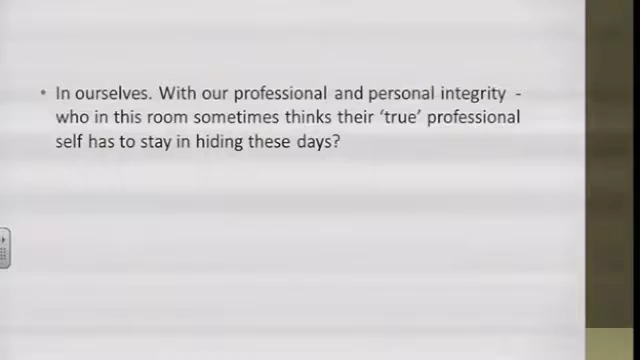 • In ourselves. With our professional and personal integrity -
who in this room sometimes thinks their ‘true’ professional
self has to stay in hiding these days?